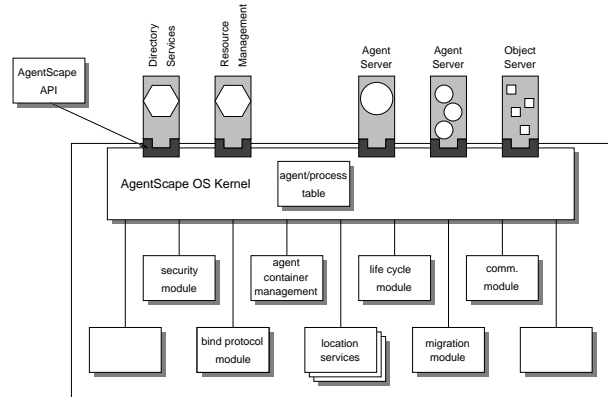 Directory
Services
Resource
Management
Agent
Server
Agent
Server
Object
Server
AgentScape
API
AgentScape OS Kernel
agent/process
table
security
module
agent
container
management
life cycle
module
comm.
module
bind protocol
module
location
services
migration
module